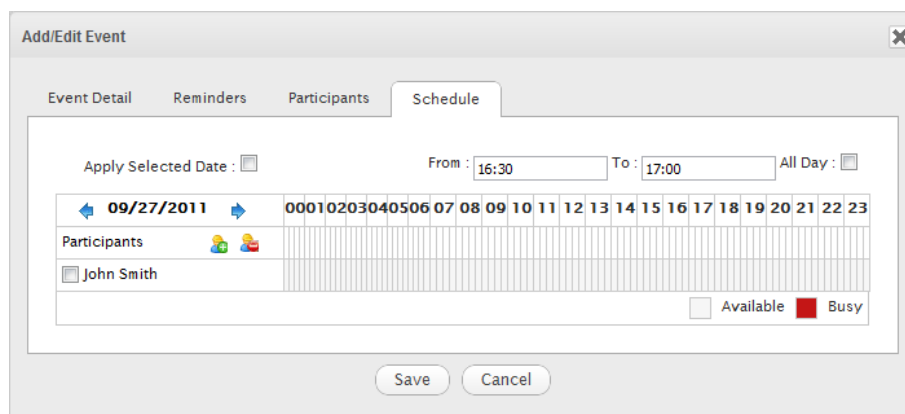 Add/Edit Event
Event Detail Reminders Participants Schedule
Apply Selected Date : From : 16:30 To : 17:00 All Day :
09/27/2011 00 01 02 03 04 05 06 07 08 09 10 11 12 13 14 15 16 17 18 19 20 21 22 23
Participants
John Smith
Available Busy
Save Cancel